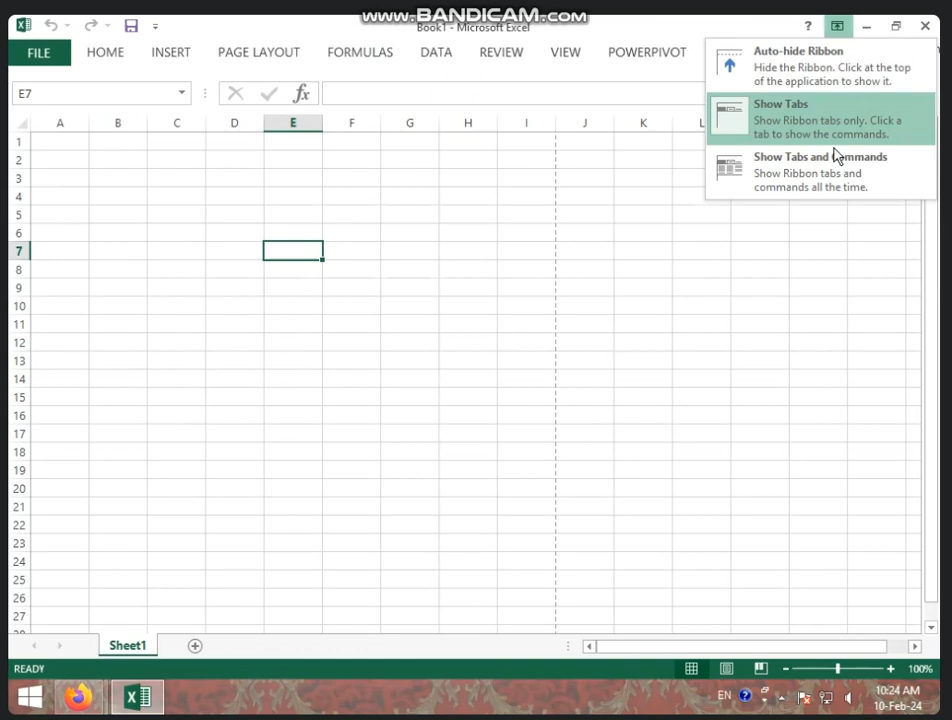 www.BANDICAM.com
Book1 - Microsoft Excel
?
FILE HOME INSERT PAGE LAYOUT FORMULAS DATA REVIEW VIEW POWERPIVOT
Auto-hide Ribbon
Hide the Ribbon. Click at the top
of the application to show it.
Show Tabs
Show Ribbon tabs only. Click a
tab to show the commands.
Show Tabs and Commands
Show Ribbon tabs and
commands all the time.
E7
fx
A B C D E F G H I J K L
1
2
3
4
5
6
7
8
9
10
11
12
13
14
15
16
17
18
19
20
21
22
23
24
25
26
27
28
Sheet1
READY
100%
EN
10:24 AM
10-Feb-24